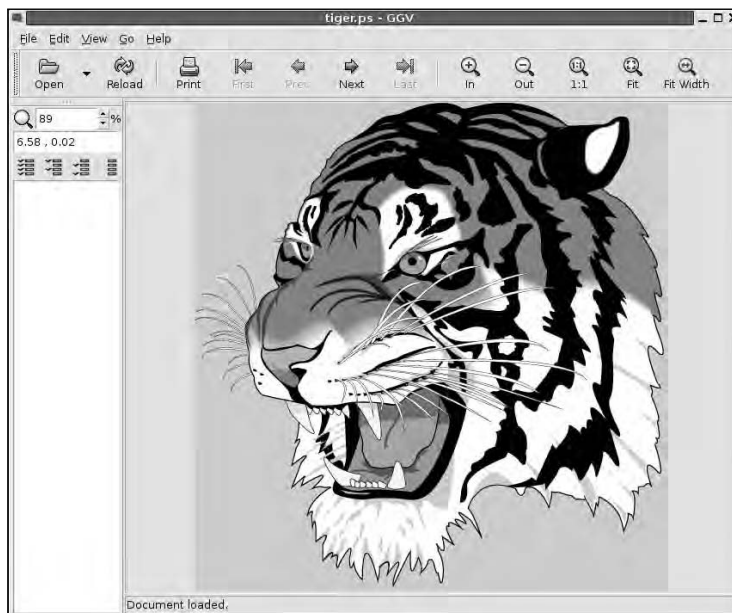 tiger.ps - GGV
File Edit View Go Help
Open Reload Print First Prev Next Last In Out 1:1 Fit Fit Width
89 %
6.58 , 0.02
Document loaded.